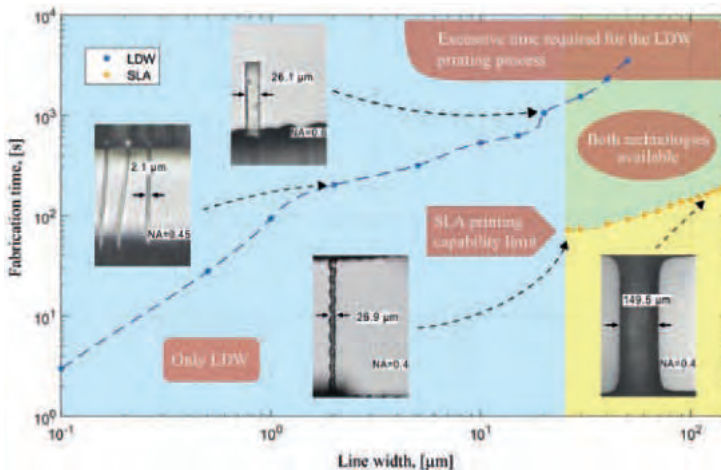 10⁴
10³
10²
10¹
10⁰
Fabrication time, [s]
LDW
SLA
26.1 µm
2.1 µm
NA=0.45
Excessive time required for the LDW
printing process
Both technologies
available
SLA printing
capability limit
Only LDW
26.9 µm
NA=0.4
149.5 µm
NA=0.4
10⁻¹
10⁰
10¹
10²
Line width, [µm]